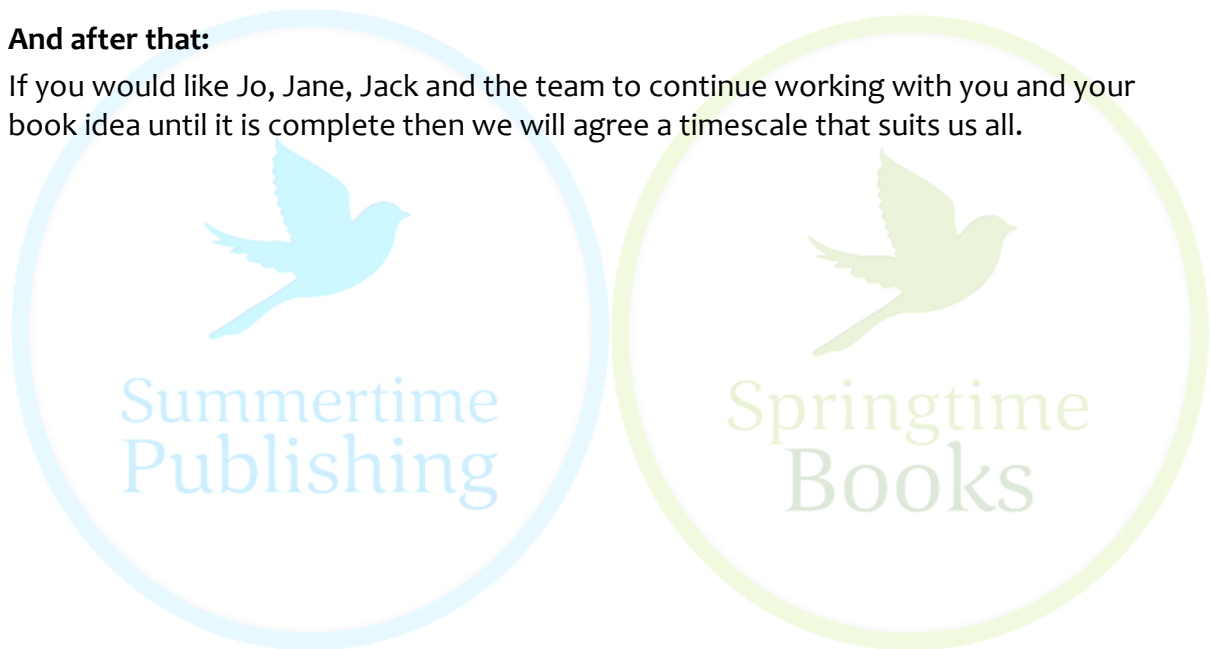 And after that:
If you would like Jo, Jane, Jack and the team to continue working with you and your
book idea until it is complete then we will agree a timescale that suits us all.
Summertime
Publishing
Springtime
Books